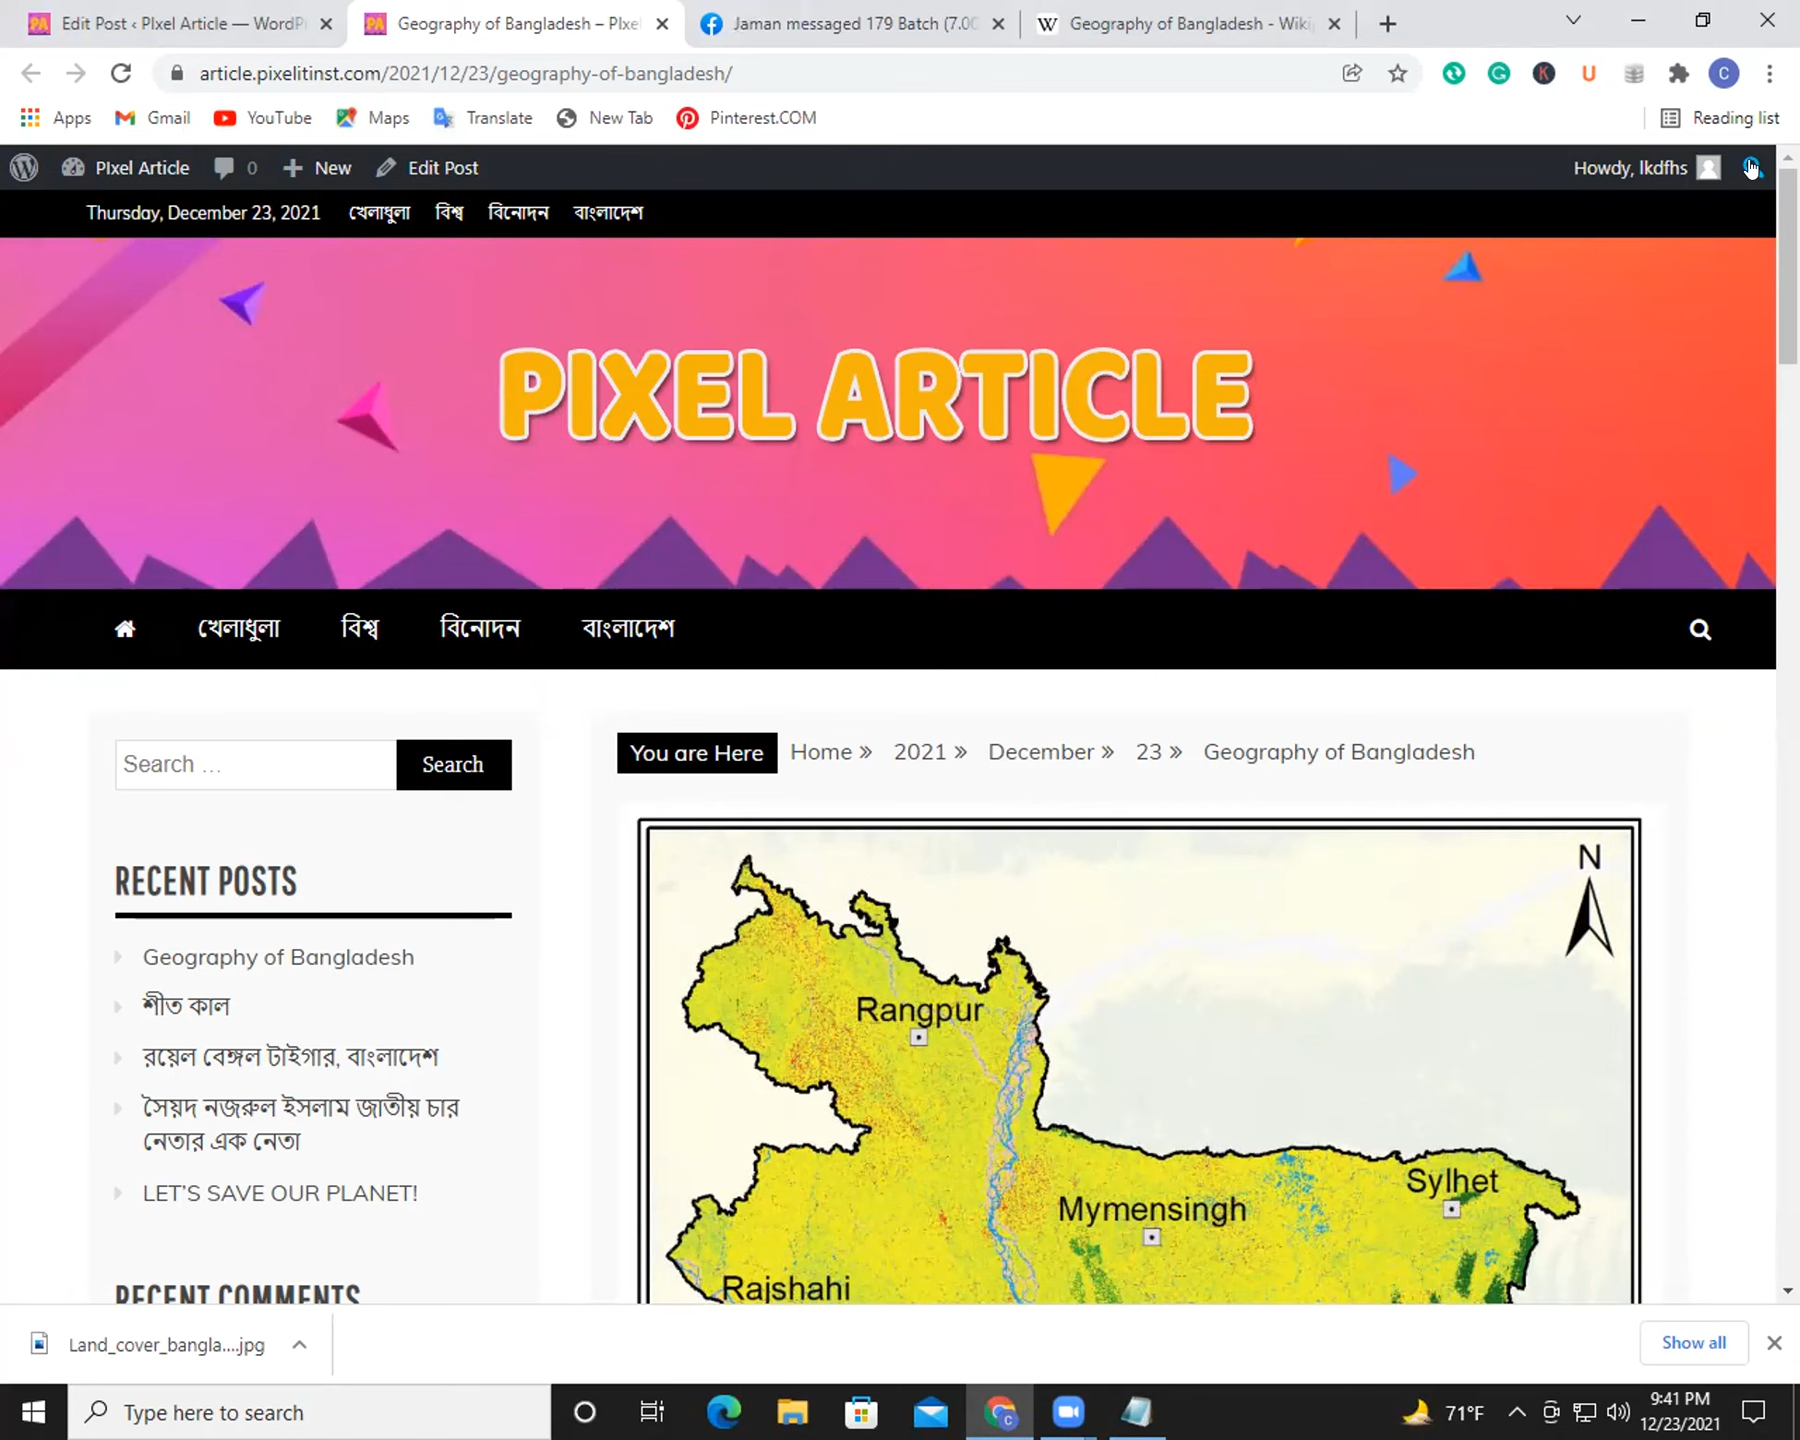 Edit Post ‹ PIxel Article — WordPr
Geography of Bangladesh – PIxel
Jaman messaged 179 Batch (7.00
W Geography of Bangladesh - Wiki
article.pixelitinst.com/2021/12/23/geography-of-bangladesh/
K U C
Apps Gmail YouTube Maps Translate New Tab Pinterest.COM Reading list
PIxel Article 0 New Edit Post Howdy, lkdfhs
Thursday, December 23, 2021 খেলাধুলা বিশ্ব বিনোদন বাংলাদেশ
PIXEL ARTICLE
খেলাধুলা বিশ্ব বিনোদন বাংলাদেশ
Search … Search
You are Here Home » 2021 » December » 23 » Geography of Bangladesh
RECENT POSTS
Geography of Bangladesh
শীত কাল
রয়েল বেঙ্গল টাইগার, বাংলাদেশ
সৈয়দ নজরুল ইসলাম জাতীয় চার
নেতার এক নেতা
LET'S SAVE OUR PLANET!
RECENT COMMENTS
N
Rangpur
Sylhet
Mymensingh
Rajshahi
Land_cover_bangla....jpg Show all
Type here to search 71°F 9:41 PM
12/23/2021